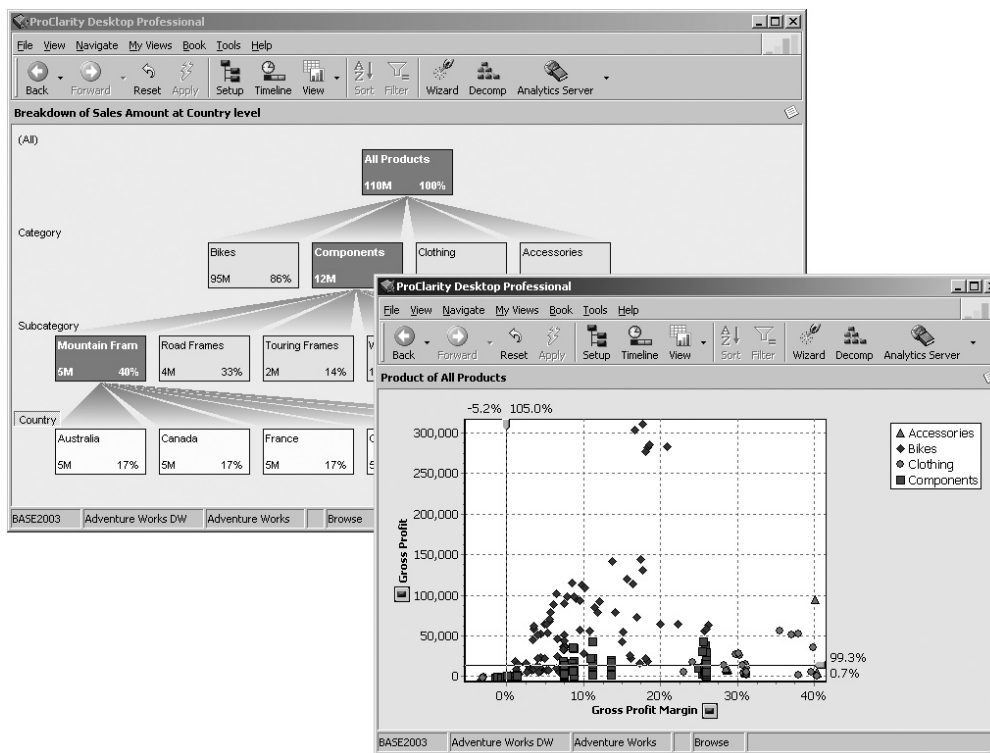 ProClarity Desktop Professional
File View Navigate My Views Book Tools Help
Back Forward Reset Apply Setup Timeline View Sort Filter Wizard Decomp Analytics Server
Breakdown of Sales Amount at Country level
(All)
All Products
110M 100%
Category
Bikes Components Clothing Accessories
95M 86% 12M
Subcategory
Mountain Fram Road Frames Touring Frames
5M 40% 4M 33% 2M 14%
Country
Australia Canada France
5M 17% 5M 17% 5M 17%
BASE2003 Adventure Works DW Adventure Works Browse
ProClarity Desktop Professional
File View Navigate My Views Book Tools Help
Back Forward Reset Apply Setup Timeline View Sort Filter Wizard Decomp Analytics Server
Product of All Products
-5.2% 105.0%
300,000
250,000
200,000
150,000
100,000
50,000
0
Gross Profit
Accessories
Bikes
Clothing
Components
99.3%
0.7%
0% 10% 20% 30% 40%
Gross Profit Margin
BASE2003 Adventure Works DW Adventure Works Browse